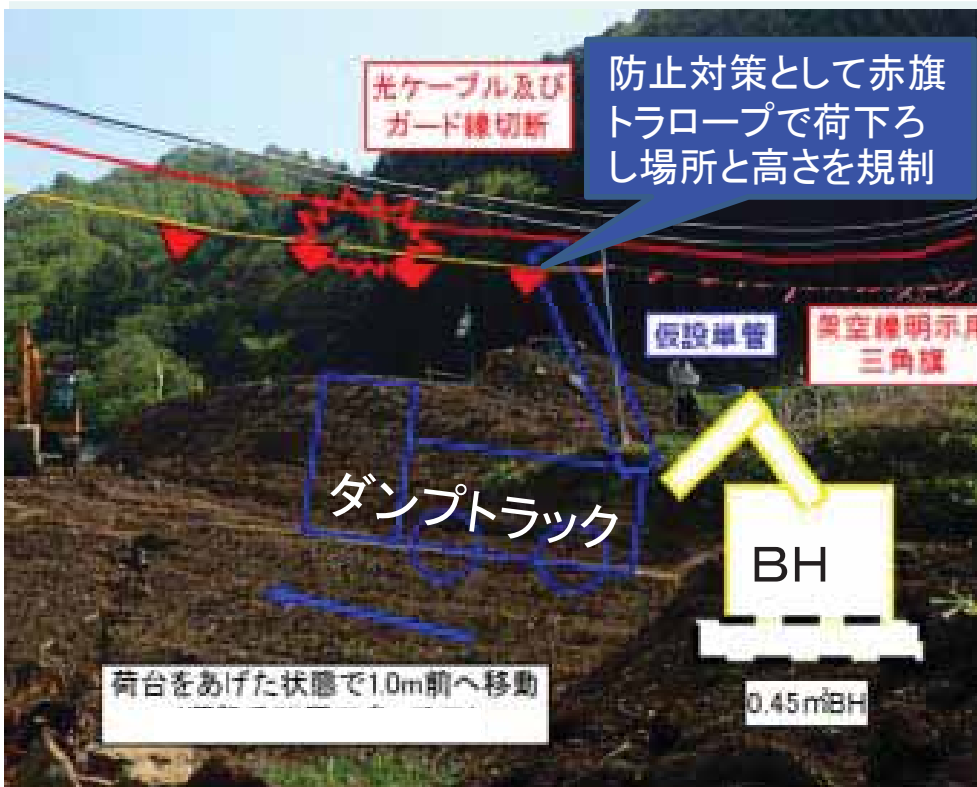 光ケーブル及び
ガード線切断
防止対策として赤旗
トラロープで荷下ろ
し場所と高さを規制
仮設単管
架空線明示用
三角旗
ダンプトラック
BH
荷台をあげた状態で1.0m前へ移動
0.45㎥BH